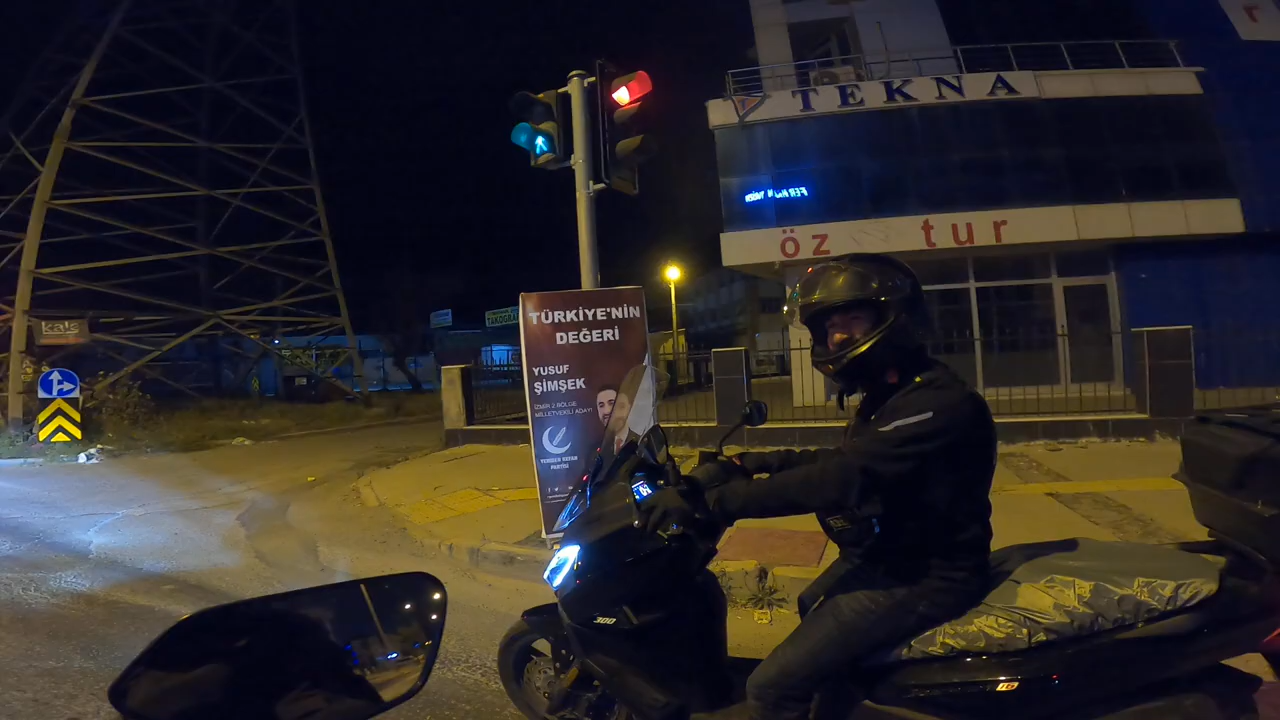 TEKNA
öz tur
TAKOGRAF
kale
TÜRKİYE'NİN
DEĞERİ
YUSUF
ŞİMŞEK
İZMİR 2.BÖLGE
MİLLETVEKİLİ ADAYI
YENİDEN REFAH
PARTİSİ
300